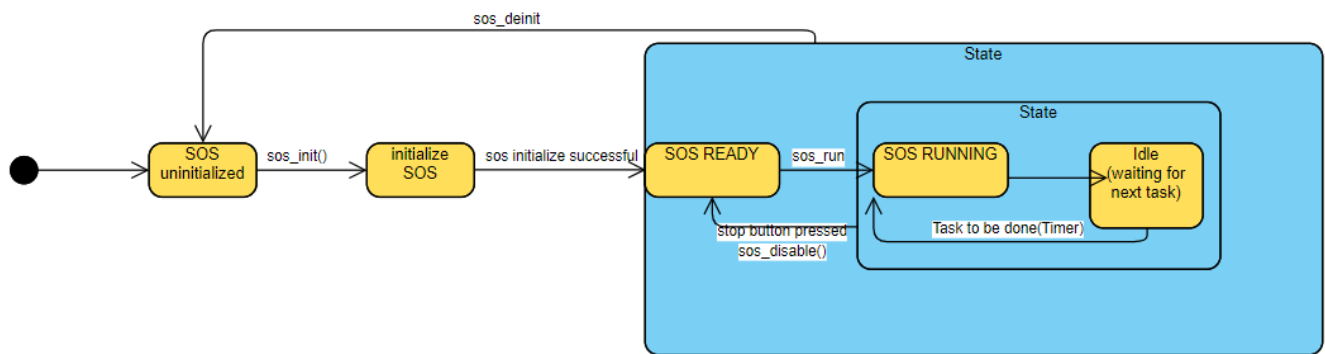 sos_deinit
State
State
SOS
uninitialized
sos_init()
initialize
SOS
sos initialize successful
SOS READY
sos_run
SOS RUNNING
Idle
(waiting for
next task)
stop button pressed
sos_disable()
Task to be done(Timer)